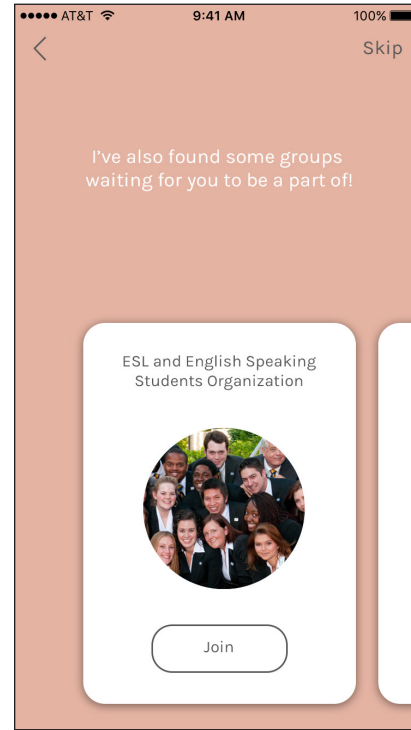 AT&T 9:41 AM 100%
Skip
I've also found some groups
waiting for you to be a part of!
ESL and English Speaking
Students Organization
Join